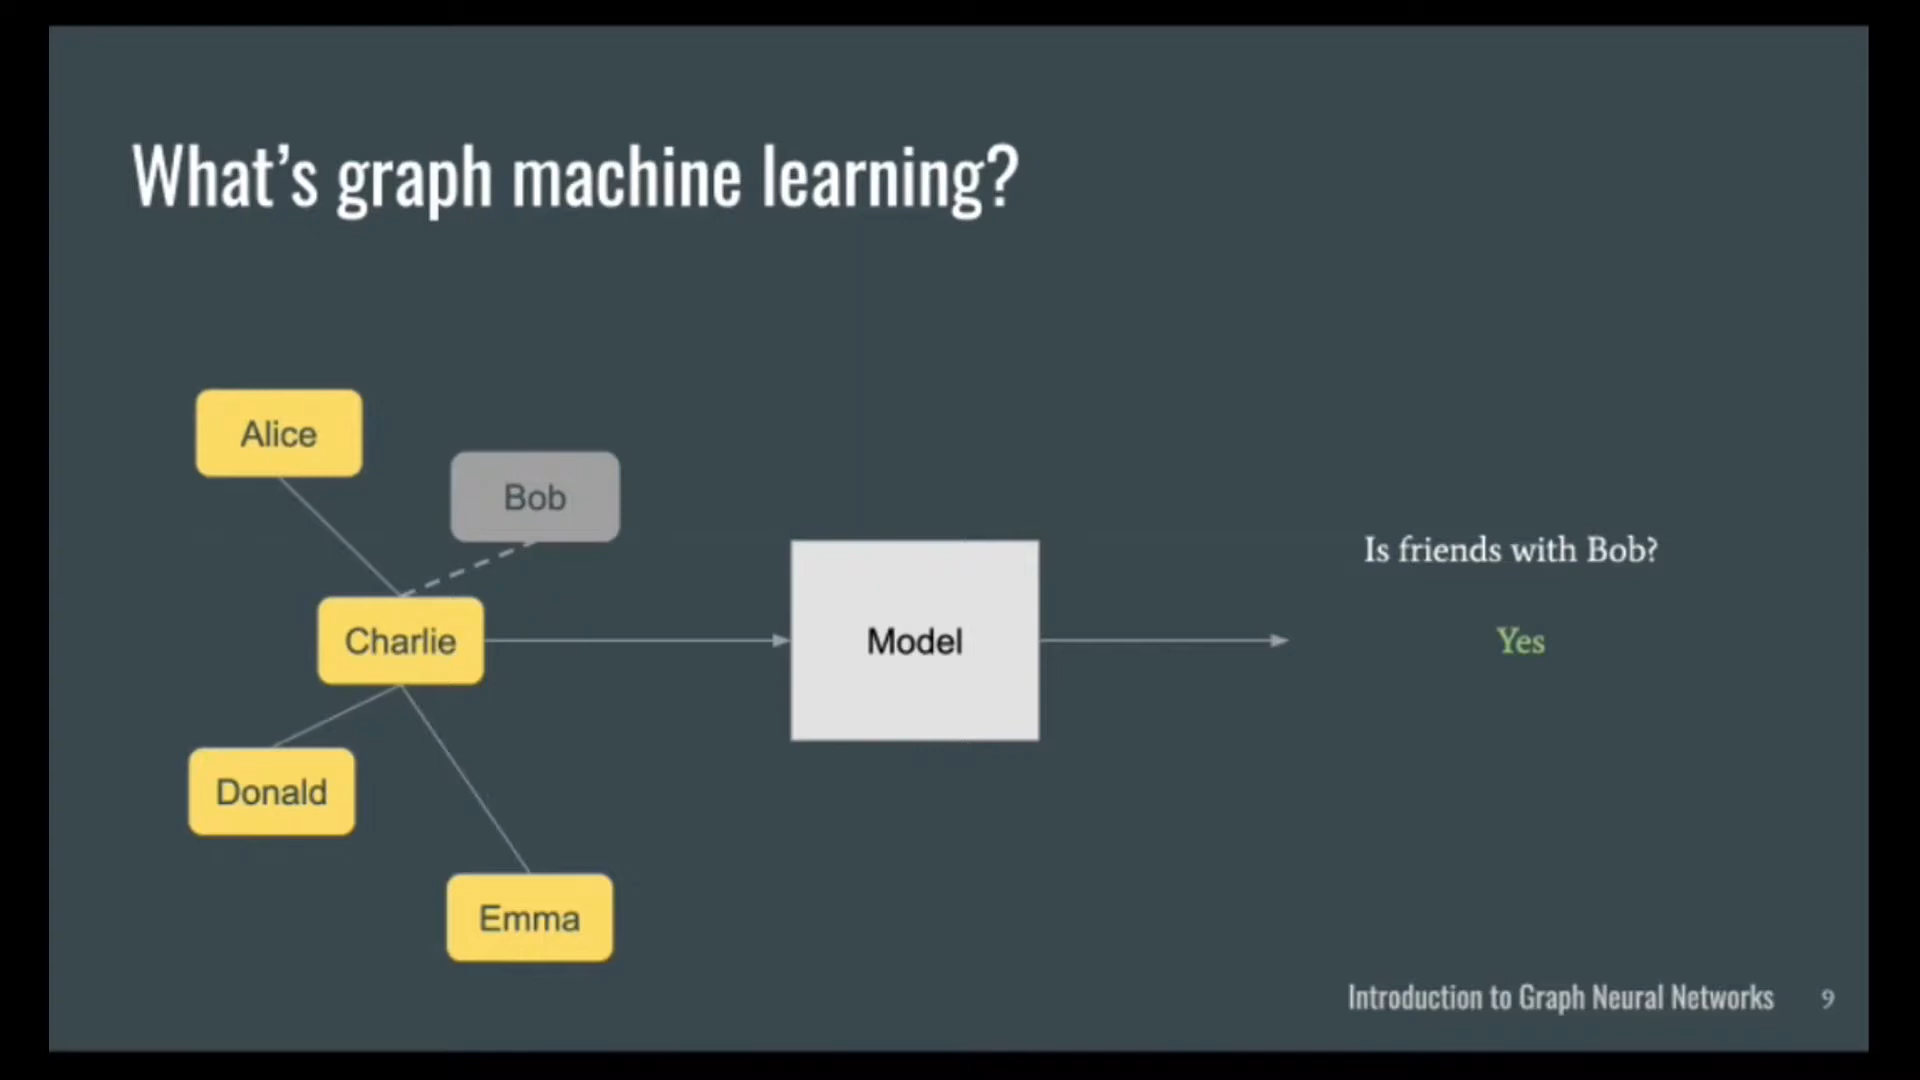 What’s graph machine learning?
Alice
Bob
Charlie
Model
Is friends with Bob?
Yes
Donald
Emma
Introduction to Graph Neural Networks 9